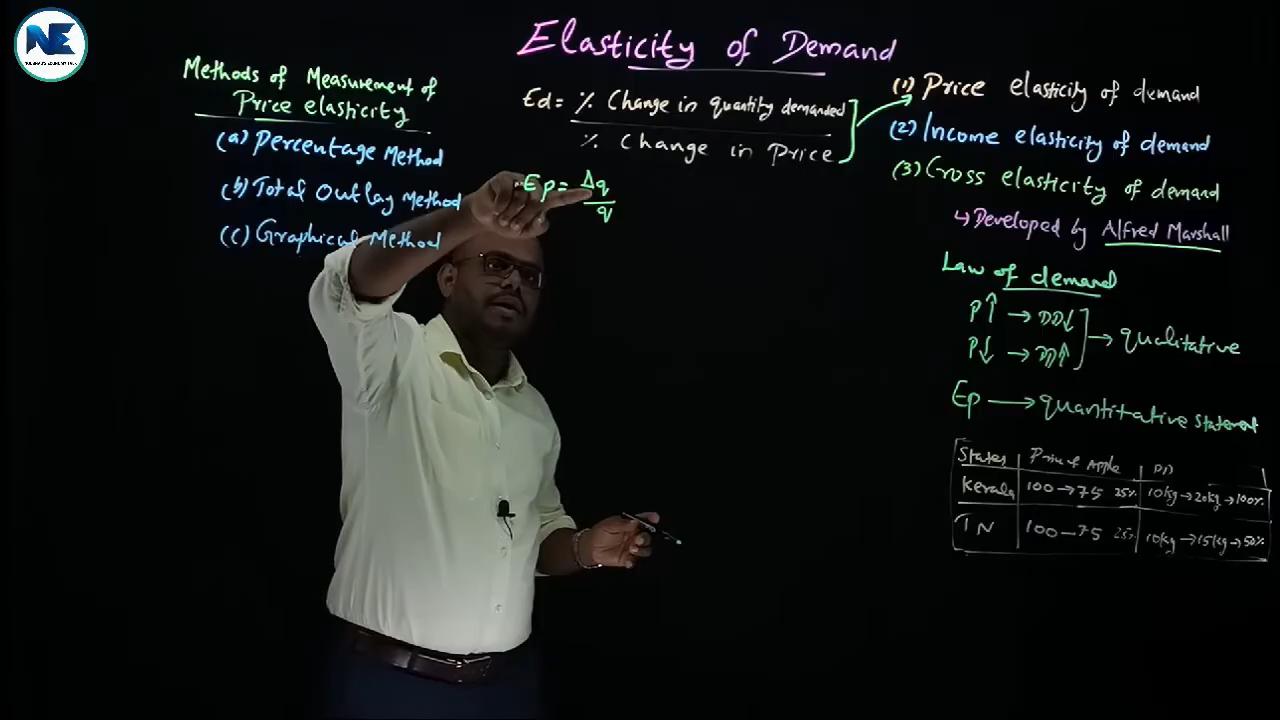 NE
Elasticity of Demand
Methods of Measurement of
Price elasticity
(a) Percentage Method
(b) Total Outlay Method
(c) Graphical Method
Ed = % Change in quantity demanded
% Change in Price
Ep = Δq
q
(1) Price elasticity of demand
(2) Income elasticity of demand
(3) Cross elasticity of demand
↳ Developed by Alfred Marshall
Law of demand
P↑ → DD↓
P↓ → DD↑
→ qualitative
Ep → quantitative statement
States Price of Apple DD
Kerala 100→75 25% 10kg→20kg→100%
TN 100→75 25% 10kg→15kg→50%